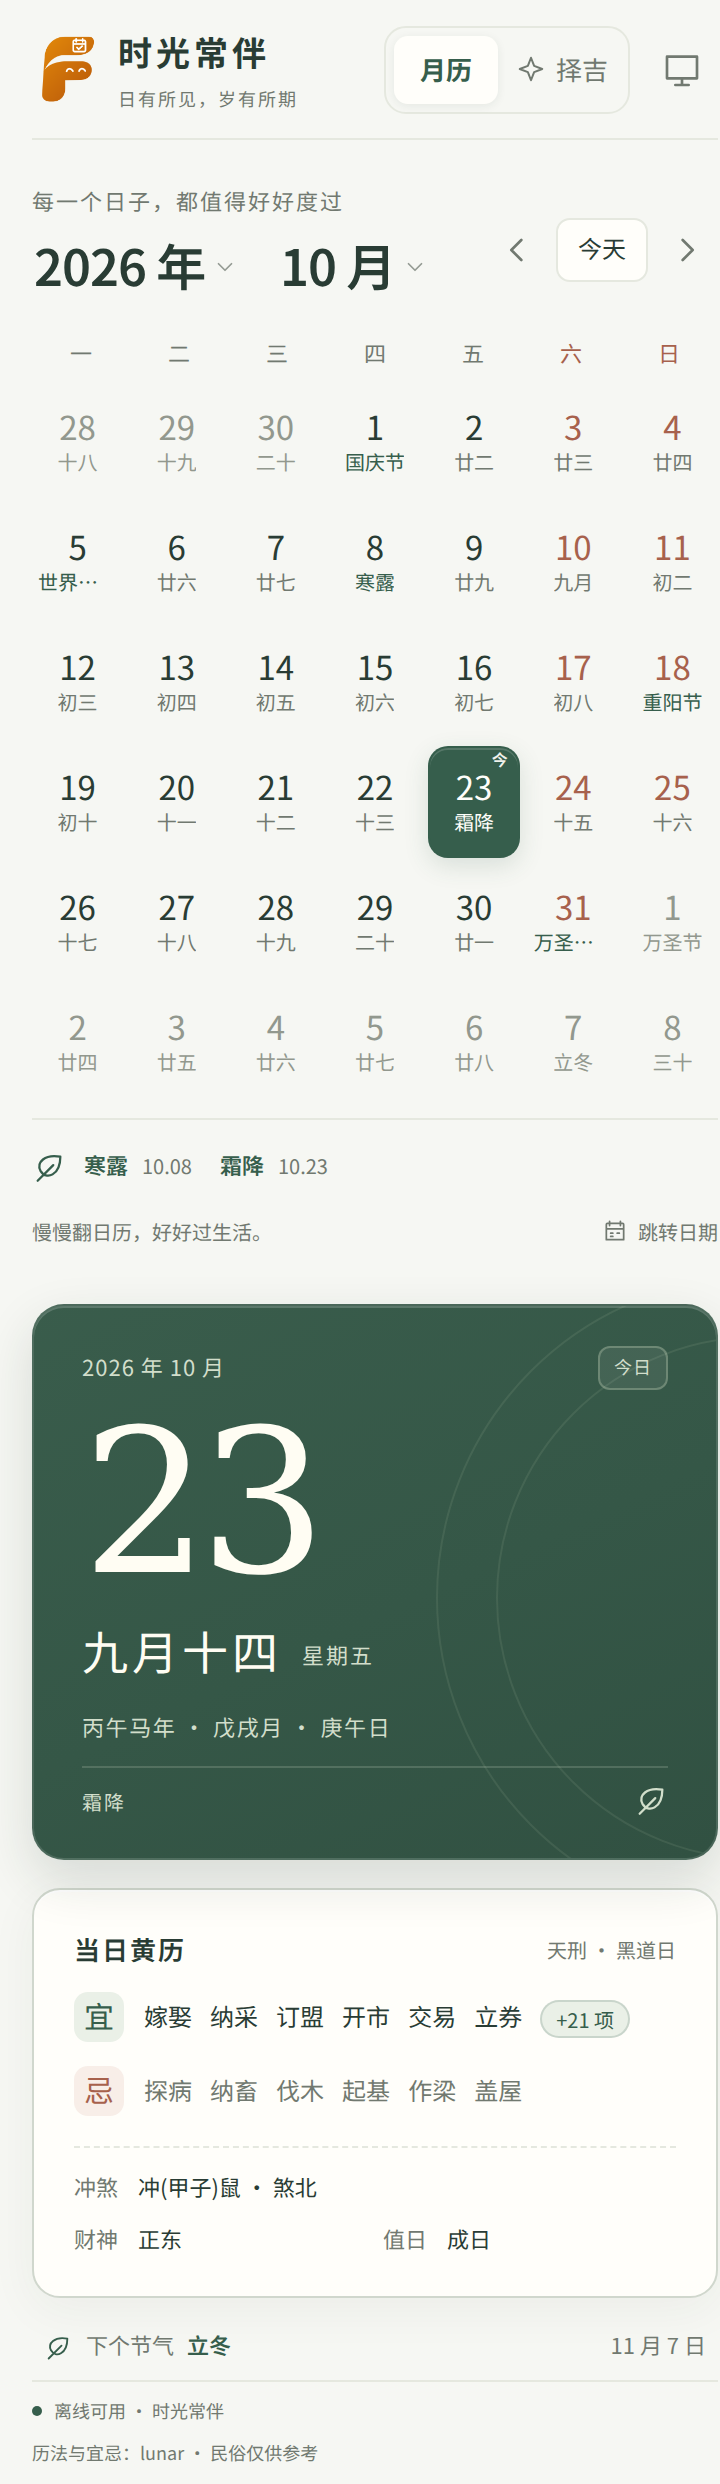 时光常伴
日有所见，岁有所期
月历 择吉
每一个日子，都值得好好度过
2026 年 10 月 今天
一 二 三 四 五 六 日
28 29 30 1 2 3 4
十八 十九 二十 国庆节 廿二 廿三 廿四
5 6 7 8 9 10 11
世界… 廿六 廿七 寒露 廿九 九月 初二
12 13 14 15 16 17 18
初三 初四 初五 初六 初七 初八 重阳节
今
19 20 21 22 23 24 25
初十 十一 十二 十三 霜降 十五 十六
26 27 28 29 30 31 1
十七 十八 十九 二十 廿一 万圣… 万圣节
2 3 4 5 6 7 8
廿四 廿五 廿六 廿七 廿八 立冬 三十
寒露 10.08 霜降 10.23
慢慢翻日历，好好过生活。 跳转日期
2026 年 10 月 今日
23
九月十四 星期五
丙午马年 · 戊戌月 · 庚午日
霜降
当日黄历 天刑 · 黑道日
宜 嫁娶 纳采 订盟 开市 交易 立券 +21 项
忌 探病 纳畜 伐木 起基 作梁 盖屋
冲煞 冲(甲子)鼠 · 煞北
财神 正东 值日 成日
下个节气 立冬 11 月 7 日
离线可用 · 时光常伴
历法与宜忌：lunar · 民俗仅供参考